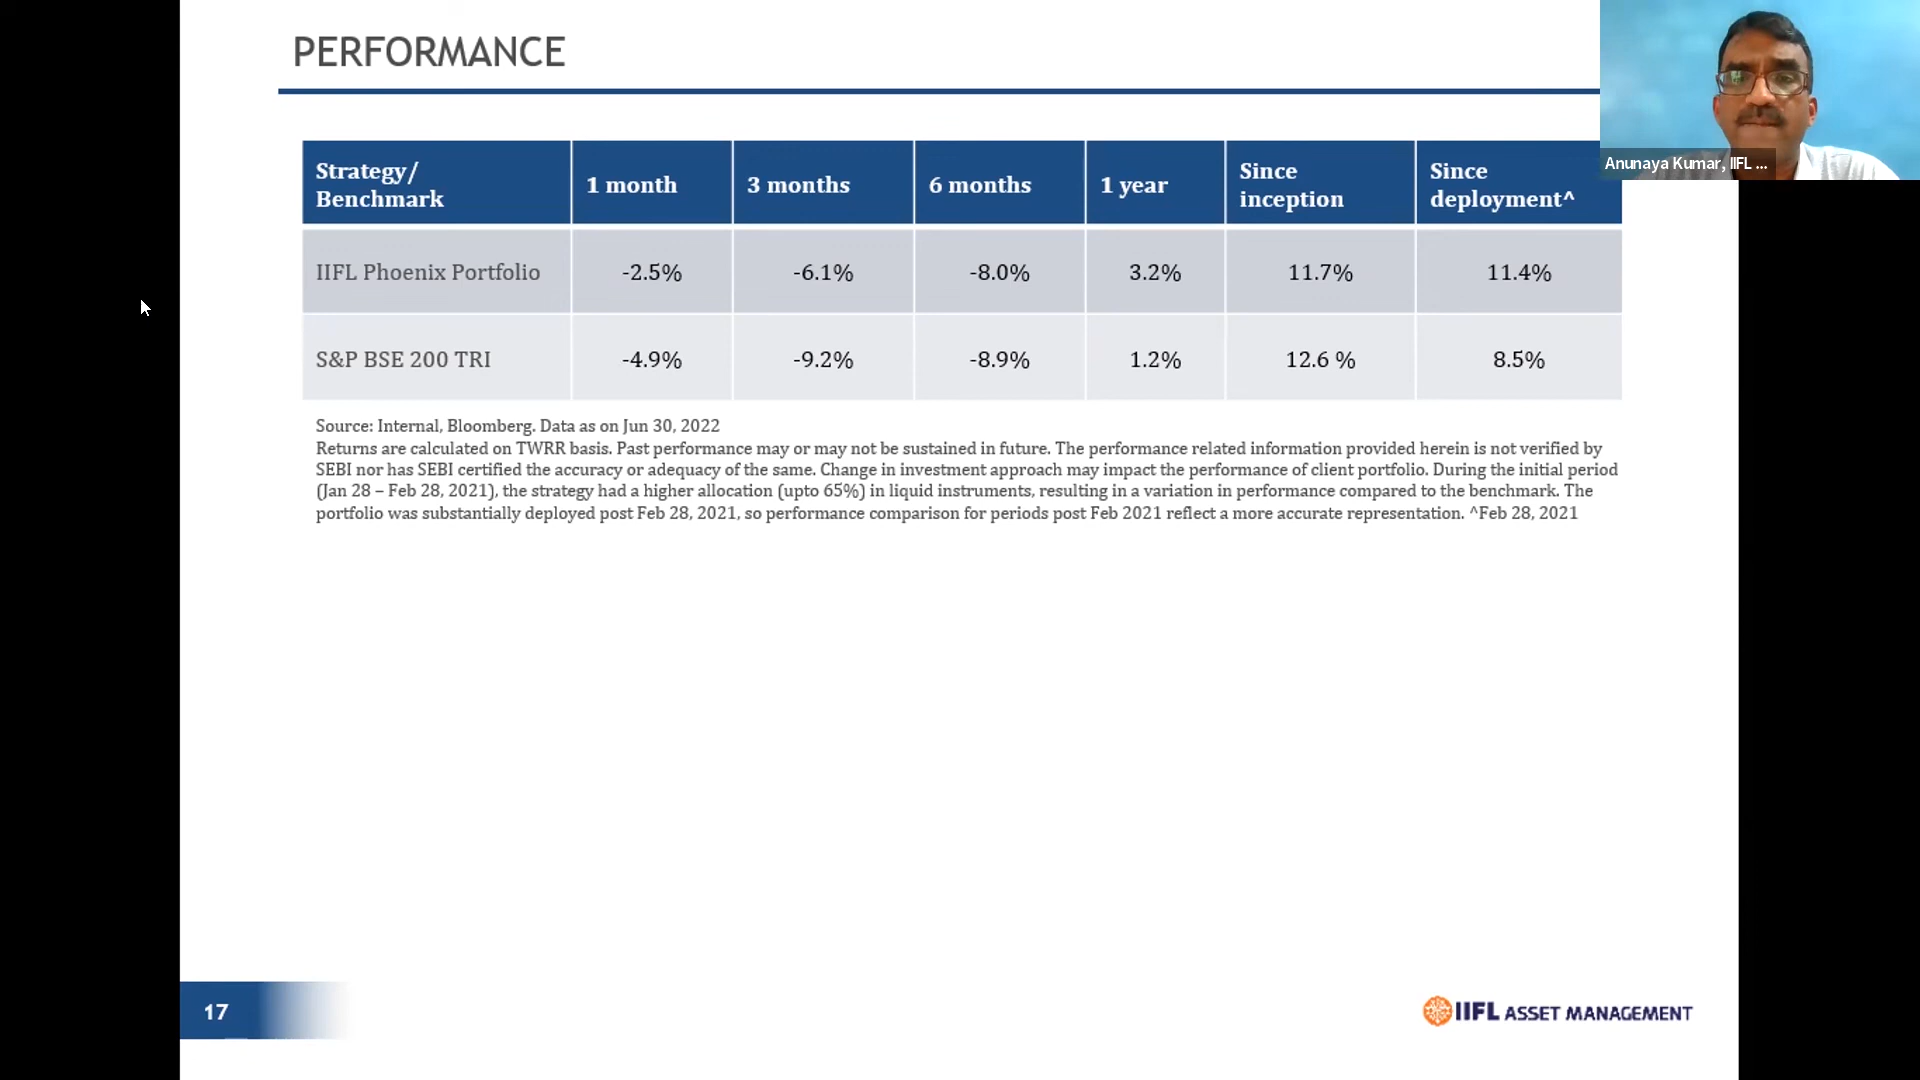 PERFORMANCE
Anunaya Kumar, IIFL ...
Strategy/ Benchmark 1 month 3 months 6 months 1 year Since inception Since deployment^
IIFL Phoenix Portfolio -2.5% -6.1% -8.0% 3.2% 11.7% 11.4%
S&P BSE 200 TRI -4.9% -9.2% -8.9% 1.2% 12.6 % 8.5%
Source: Internal, Bloomberg. Data as on Jun 30, 2022
Returns are calculated on TWRR basis. Past performance may or may not be sustained in future. The performance related information provided herein is not verified by
SEBI nor has SEBI certified the accuracy or adequacy of the same. Change in investment approach may impact the performance of client portfolio. During the initial period
(Jan 28 – Feb 28, 2021), the strategy had a higher allocation (upto 65%) in liquid instruments, resulting in a variation in performance compared to the benchmark. The
portfolio was substantially deployed post Feb 28, 2021, so performance comparison for periods post Feb 2021 reflect a more accurate representation. ^Feb 28, 2021
17
IIFL ASSET MANAGEMENT